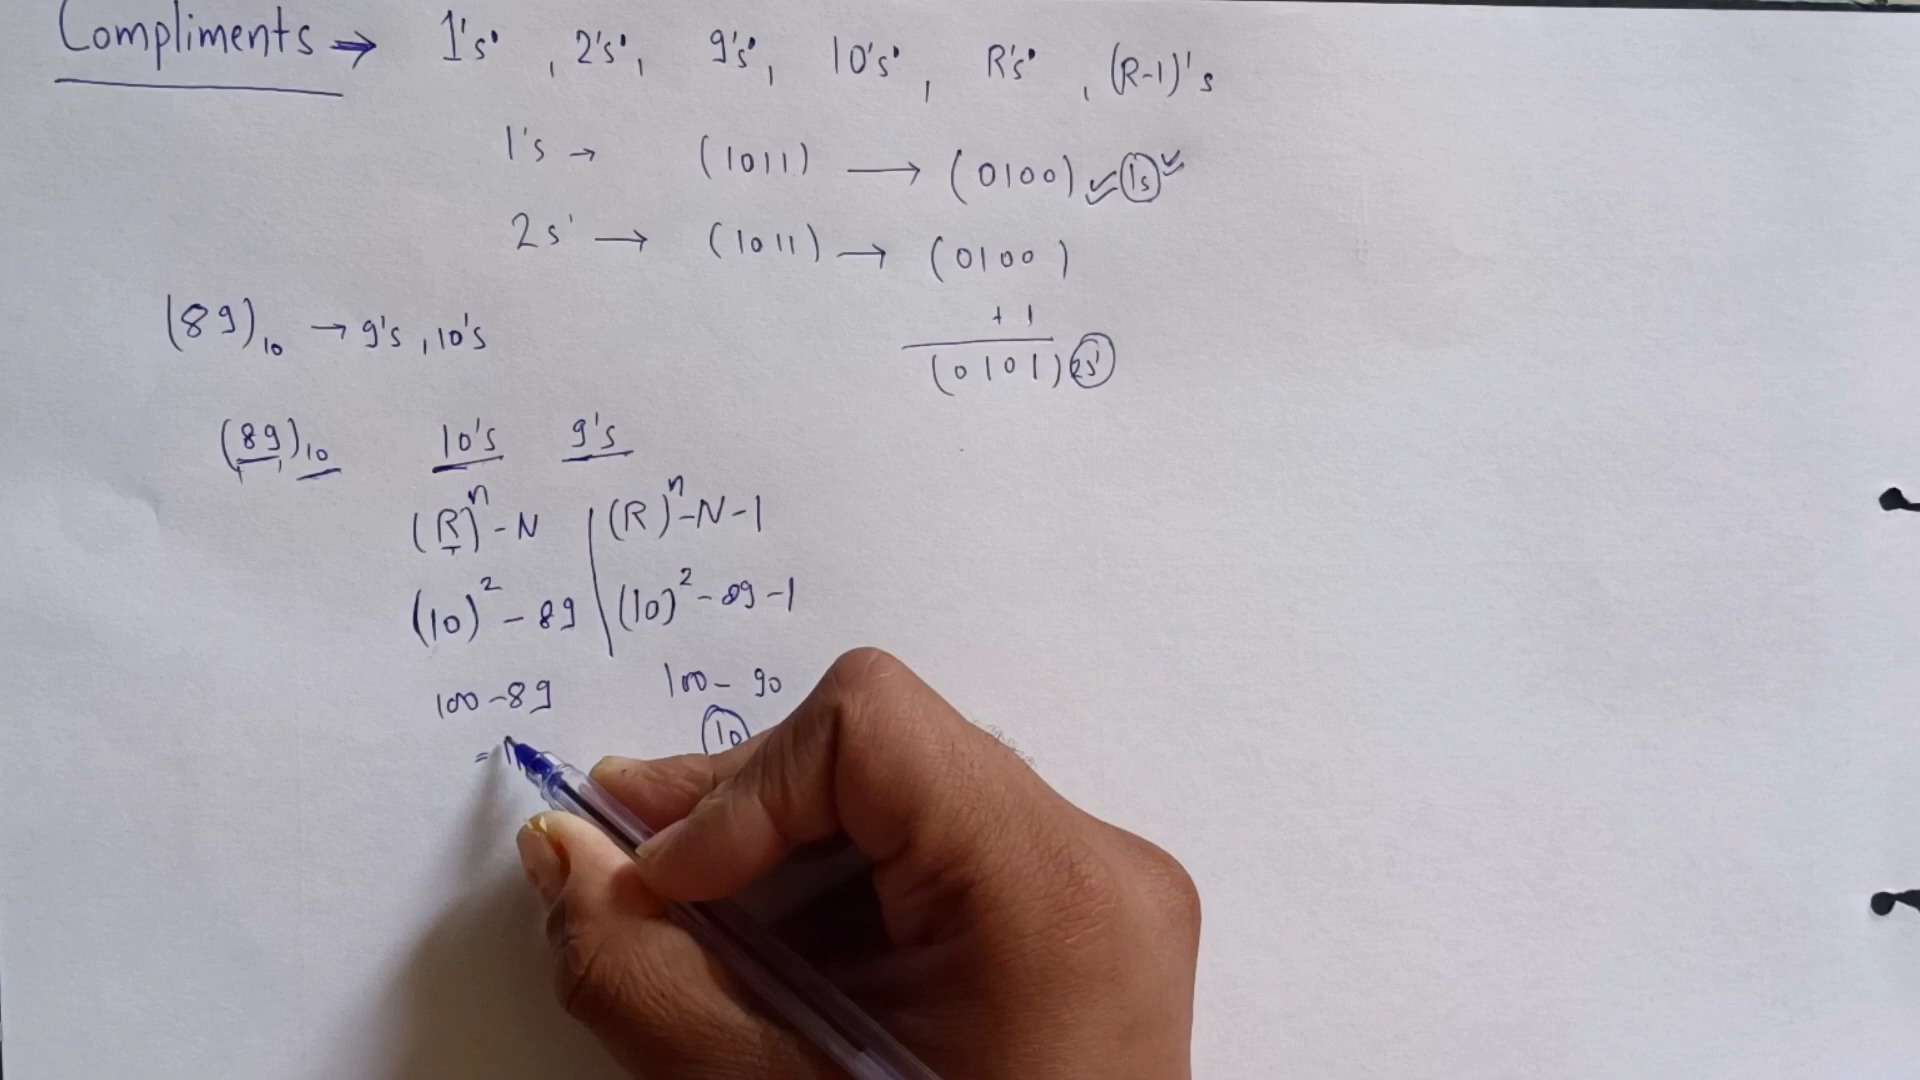 Compliments → 1's , 2's , 9's , 10's , R's , (R-1)'s
1's → (1011) → (0100) 1s
2s' → (1011) → (0100)
+ 1
(0101) 2s'
(89)10 → 9's , 10's
(89)10 10's 9's
(R)^n - N (R)^n - N - 1
(10)^2 - 89 (10)^2 - 89 - 1
100 - 89 100 - 90
= 10